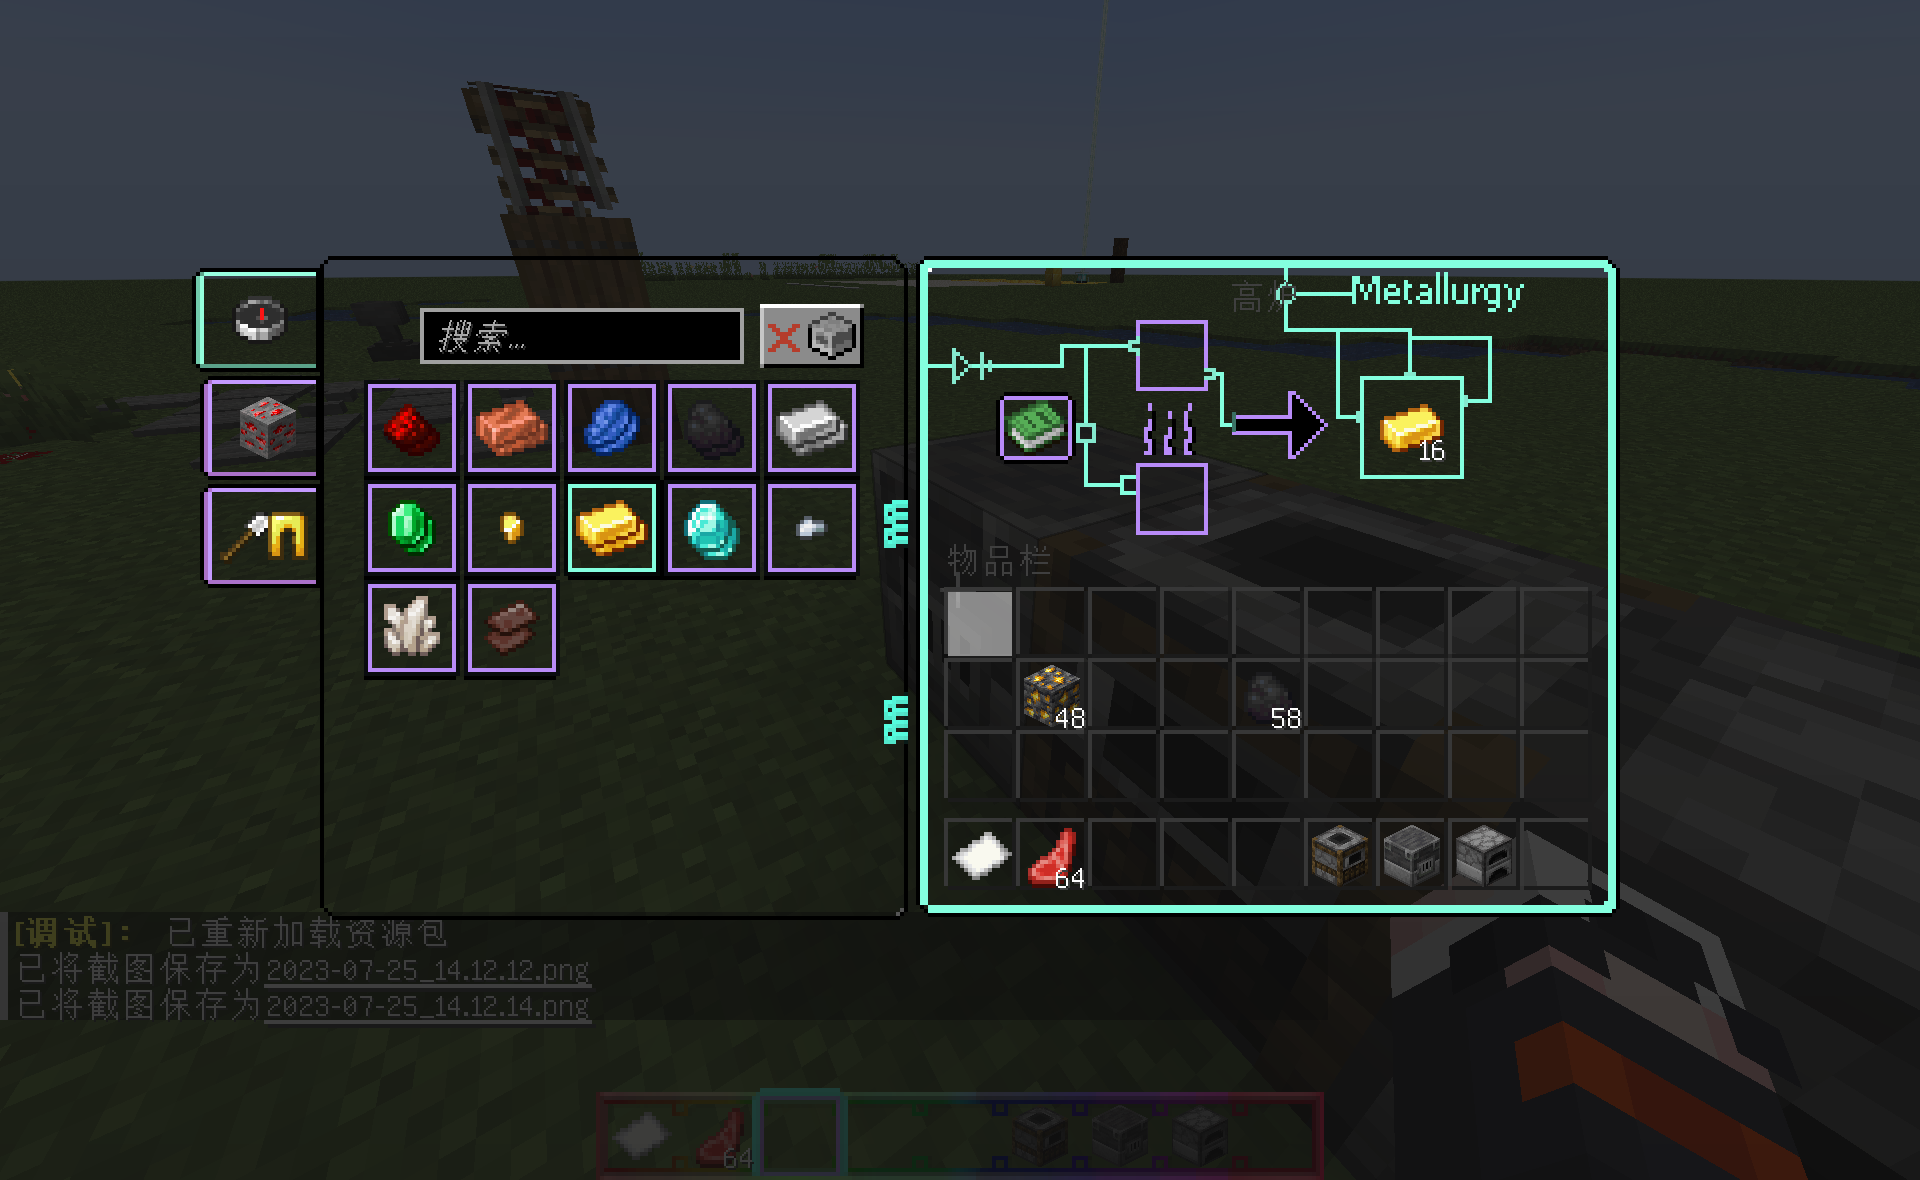 高炉
Metallurgy
搜索...
16
物品栏
48
58
64
[调试]: 已重新加载资源包
已将截图保存为2023-07-25_14.12.12.png
已将截图保存为2023-07-25_14.12.14.png
64